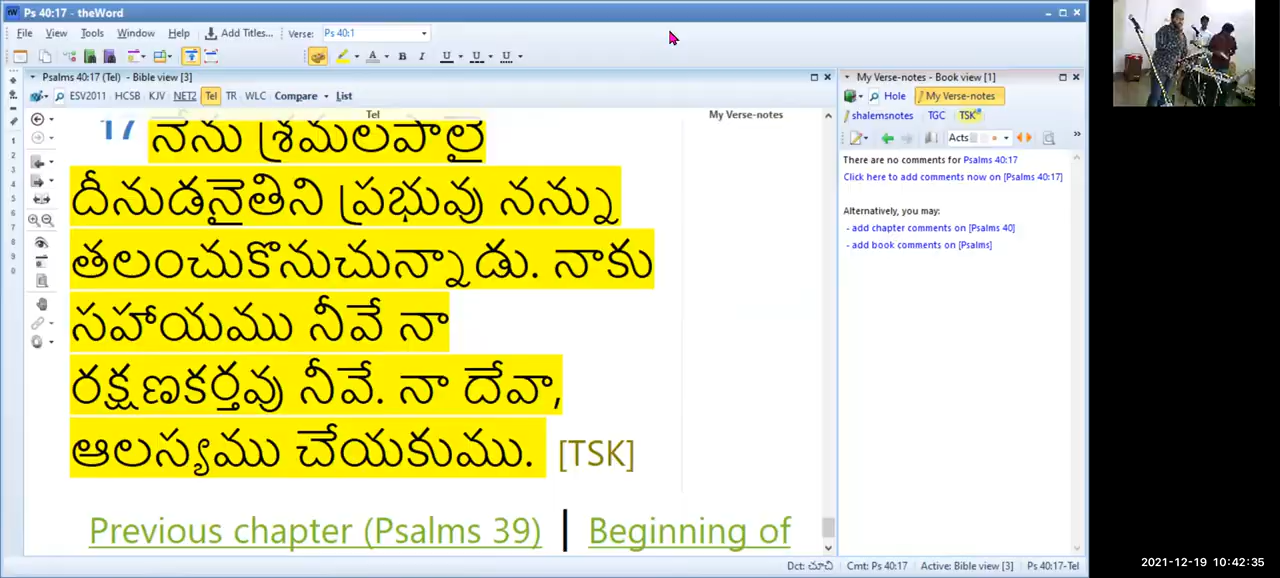 Ps 40:17 - theWord
File View Tools Window Help Add Titles... Verse: Ps 40:1
Psalms 40:17 (Tel) - Bible view [3]
ESV2011 HCSB KJV NET2 Tel TR WLC Compare List
Tel
My Verse-notes
17 నేను శ్రమలపాలై
దీనుడనైతిని ప్రభువు నన్ను
తలంచుకొనుచున్నాడు. నాకు
సహాయము నీవే నా
రక్షణకర్తవు నీవే. నా దేవా,
ఆలస్యము చేయకుము. [TSK]
Previous chapter (Psalms 39) | Beginning of
My Verse-notes - Book view [1]
Hole My Verse-notes
shalemsnotes TGC TSK
Acts
There are no comments for Psalms 40:17
Click here to add comments now on [Psalms 40:17]
Alternatively, you may:
- add chapter comments on [Psalms 40]
- add book comments on [Psalms]
Dct: చూచి Cmt: Ps 40:17 Active: Bible view [3] Ps 40:17-Tel
2021-12-19 10:42:35